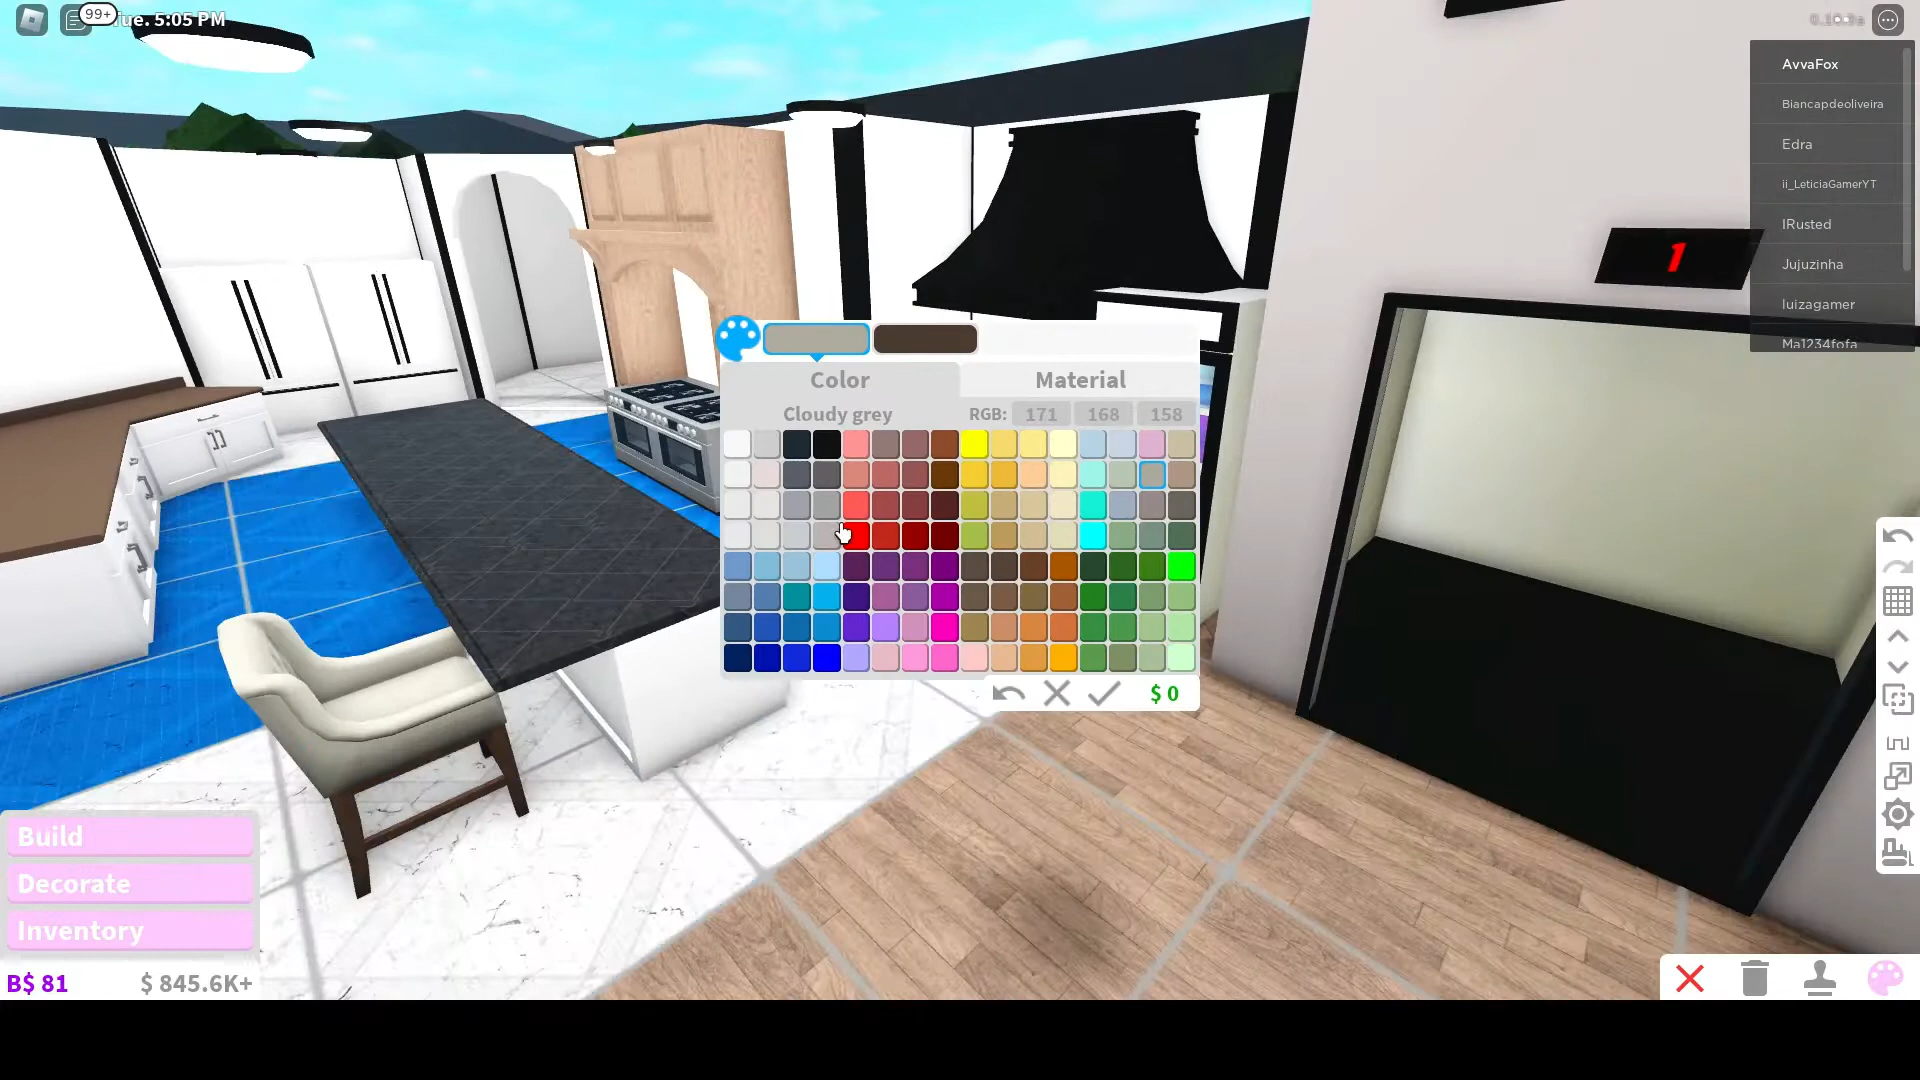 99+
Tue. 5:05 PM
AvvaFox
Biancapdeoliveira
Edra
ii_LeticiaGamerYT
IRusted
Jujuzinha
luizagamer
Ma1234fofa
1
Color
Material
Cloudy grey
RGB: 171 168 158
$ 0
Build
Decorate
Inventory
B$ 81
$ 845.6K+